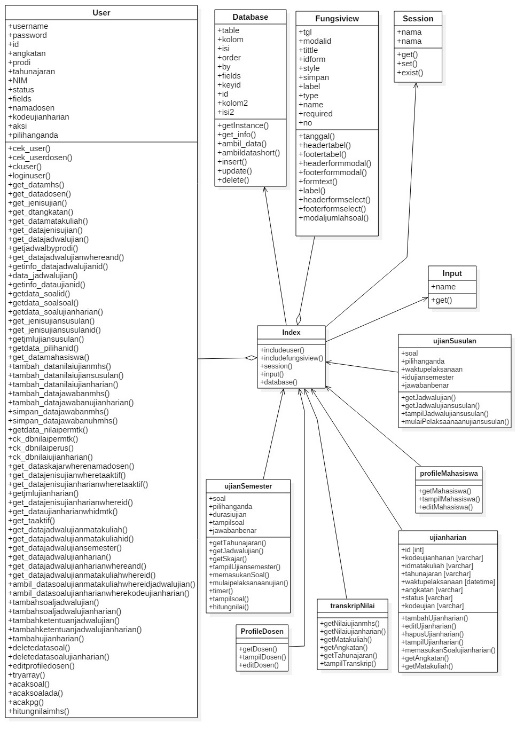 User
+username
+password
+id
+angkatan
+prodi
+tahunajaran
+NIM
+status
+fields
+namadosen
+kodeujianharian
+aksi
+pilihanganda
+cek_user()
+cek_userdosen()
+ckuser()
+loginuser()
+get_datamhs()
+get_datadosen()
+get_jenisujian()
+get_dtangkatan()
+get_datamatakuliah()
+get_datajenisujian()
+get_datajadwalujian()
+getjadwalbyprodi()
+get_datajadwalujianwhereand()
+getinfo_datajadwalujianid()
+data_jadwalujian()
+getinfo_dataujianid()
+getdata_soalid()
+getdata_soalsoal()
+getdata_soalujianharian()
+get_jenisujiansusulan()
+get_jenisujiansusulanid()
+getjmlujiansusulan()
+getdata_pilihanid()
+get_datamahasiswa()
+tambah_datanilaiujianmhs()
+tambah_datanilaiujiansusulan()
+tambah_datanilaiujianharian()
+tambah_datajawabanmhs()
+tambah_datajawabanujianharian()
+simpan_datajawabanmhs()
+simpan_datajawabanuhmhs()
+getdata_nilaipermtk()
+ck_dbnilaipermtk()
+ck_dbnilaiperus()
+ck_dbnilaiujianharian()
+get_dataskajarwherenamadosen()
+get_datajenisujianwheretaaktif()
+get_datajenisujianharianwheretaaktif()
+getjmlujianharian()
+get_datajenisujianharianwhereid()
+get_dataujianharianwhidmtk()
+get_taaktif()
+get_datajadwalujianmatakuliah()
+get_datajadwalujianmatakuliahid()
+get_datajadwalujiansemester()
+get_datajadwalujianharian()
+get_datajadwalujianharianwhereand()
+get_datajadwalujianmatakuliahwhereid()
+ambil_datasoalujianmatakuliahwhereidjadwalujian()
+ambil_datasoalujianharianwherekodeujianharian()
+tambahsoaljadwalujian()
+tambahsoaljadwalujianharian()
+tambahketentuanjadwalujian()
+tambahketentuanjadwalujianharian()
+tambahujianharian()
+deletedatasoal()
+deletedatasoalujianharian()
+editprofiledosen()
+tryarray()
+acaksoal()
+acaksoalada()
+acakpg()
+hitungnilaimhs()
Database
+table
+kolom
+isi
+order
+by
+fields
+keyid
+id
+kolom2
+isi2
+getInstance()
+get_info()
+ambil_data()
+ambildatashort()
+insert()
+update()
+delete()
Fungsiview
+tgl
+modalid
+tittle
+idform
+style
+simpan
+label
+type
+name
+required
+no
+tanggal()
+headertabel()
+footertabel()
+headerformmodal()
+footerformmodal()
+formtext()
+label()
+headerformselect()
+footerformselect()
+modaljumlahsoal()
Session
+nama
+nama
+get()
+set()
+exist()
Input
+name
+get()
Index
+includeuser()
+includefungsiview()
+session()
+input()
+database()
ujianSusulan
+soal
+pilihanganda
+waktupelaksaan
+idujiansemester
+jawabanbenar
+getJadwalujian()
+getJadwalujiansusulan()
+tampilJadwalujiansusulan()
+mulaiPelaksanaanujiansusulan()
profileMahasiswa
+getMahasiswa()
+tampilMahasiswa()
+editMahasiswa()
ujianSemester
+soal
+pilihanganda
+durasiujian
+tampilsoal
+jawabanbenar
+getTahunajaran()
+getJadwalujian()
+getSkajar()
+tampilUjiansemester()
+memasukanSoal()
+mulaipelaksanaanujian()
+timer()
+tampilsoal()
+hitungnilai()
ujianharian
+id [int]
+kodeujianharian [varchar]
+idmatakuliah [varchar]
+tahunajaran [varchar]
+waktupelaksanaan [datetime]
+angkatan [varchar]
+status [varchar]
+kodeujian [varchar]
+tambahUjianharian()
+editUjianharian()
+hapusUjianharian()
+tampilUjianharian()
+memasukanSoalujianharian()
+getAngkatan()
+getMatakuliah()
transkripNilai
+getNilaiujianmhs()
+getNilaiujianharian()
+getMatakuliah()
+getAngkatan()
+getTahunajaran()
+tampilTranskrip()
ProfileDosen
+getDosen()
+tampilDosen()
+editDosen()